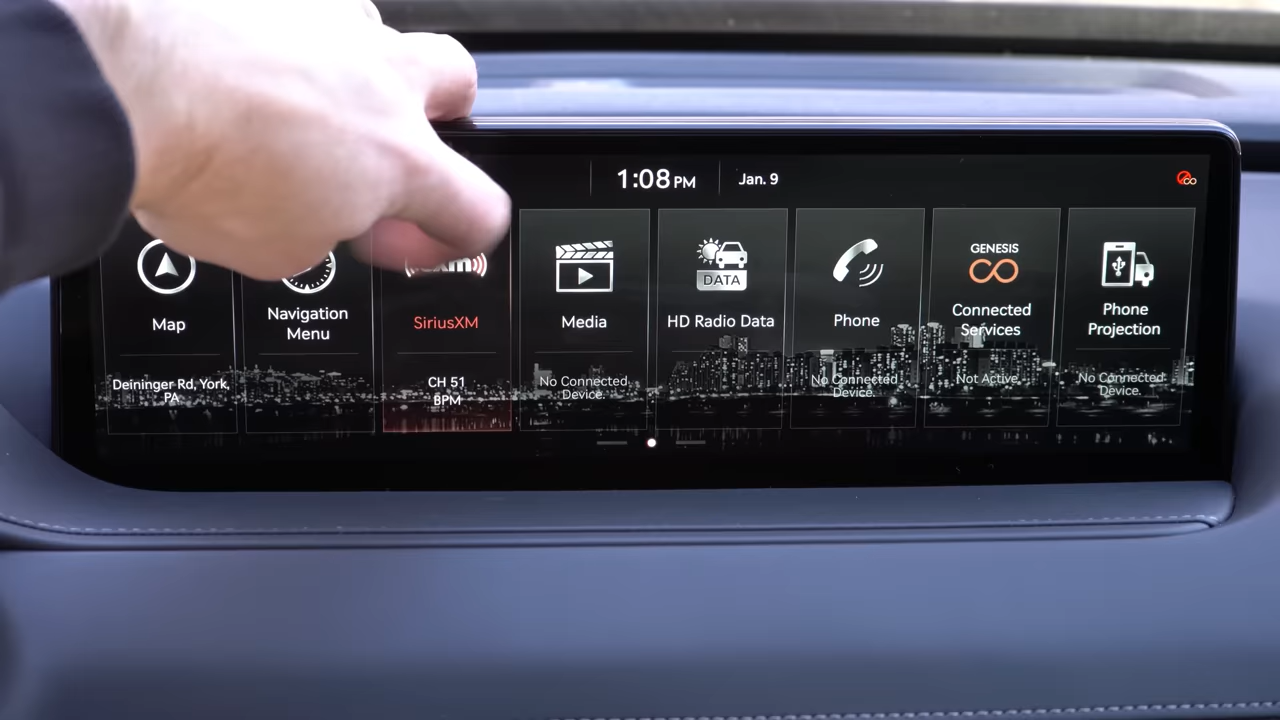 1:08 PM
Jan. 9
Map
Deininger Rd, York,
PA
Navigation
Menu
SiriusXM
CH 51
BPM
Media
No Connected
Device.
DATA
HD Radio Data
Phone
No Connected
Device.
GENESIS
Connected
Services
Not Active.
Phone
Projection
No Connected
Device.